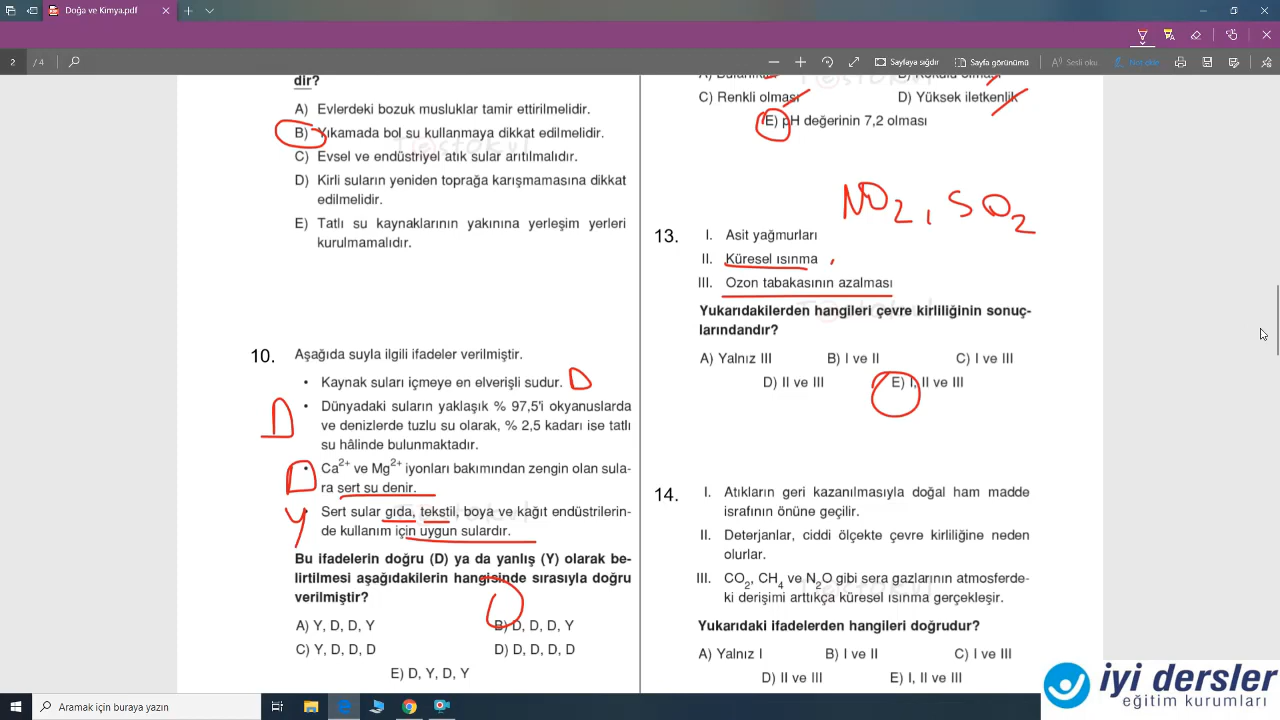 Doğa ve Kimya.pdf
2 / 4
Sayfaya sığdır
Sayfa görünümü
Sesli oku
dir?
A) Evlerdeki bozuk musluklar tamir ettirilmelidir.
B) Yıkamada bol su kullanmaya dikkat edilmelidir.
C) Evsel ve endüstriyel atık sular arıtılmalıdır.
D) Kirli suların yeniden toprağa karışmamasına dikkat
edilmelidir.
E) Tatlı su kaynaklarının yakınına yerleşim yerleri
kurulmamalıdır.
10. Aşağıda suyla ilgili ifadeler verilmiştir.
• Kaynak suları içmeye en elverişli sudur. D
D • Dünyadaki suların yaklaşık % 97,5'i okyanuslarda
ve denizlerde tuzlu su olarak, % 2,5 kadarı ise tatlı
su hâlinde bulunmaktadır.
D • Ca2+ ve Mg2+ iyonları bakımından zengin olan sula-
ra sert su denir.
Y • Sert sular gıda, tekstil, boya ve kağıt endüstrilerin-
de kullanım için uygun sulardır.
Bu ifadelerin doğru (D) ya da yanlış (Y) olarak be-
lirtilmesi aşağıdakilerin hangisinde sırasıyla doğru
verilmiştir?
A) Y, D, D, Y B) D, D, D, Y
C) Y, D, D, D D) D, D, D, D
E) D, Y, D, Y
C) Renkli olması D) Yüksek iletkenlik
E) pH değerinin 7,2 olması
NO2, SO2
13. I. Asit yağmurları
II. Küresel ısınma
III. Ozon tabakasının azalması
Yukarıdakilerden hangileri çevre kirliliğinin sonuç-
larındandır?
A) Yalnız III B) I ve II C) I ve III
D) II ve III E) I, II ve III
14. I. Atıkların geri kazanılmasıyla doğal ham madde
israfının önüne geçilir.
II. Deterjanlar, ciddi ölçekte çevre kirliliğine neden
olurlar.
III. CO2, CH4 ve N2O gibi sera gazlarının atmosferde-
ki derişimi arttıkça küresel ısınma gerçekleşir.
Yukarıdaki ifadelerden hangileri doğrudur?
A) Yalnız I B) I ve II C) I ve III
D) II ve III E) I, II ve III
iyi dersler
eğitim kurumları
Aramak için buraya yazın